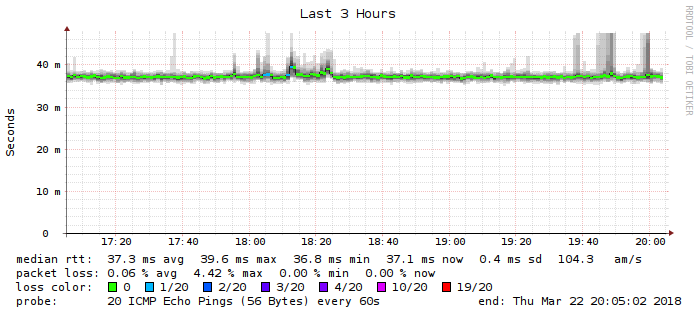 Last 3 Hours
RRDTOOL / TOBI OETIKER
Seconds
40 m
30 m
20 m
10 m
0
17:20 17:40 18:00 18:20 18:40 19:00 19:20 19:40 20:00
median rtt: 37.3 ms avg 39.6 ms max 36.8 ms min 37.1 ms now 0.4 ms sd 104.3 am/s
packet loss: 0.06 % avg 4.42 % max 0.00 % min 0.00 % now
loss color: 0 1/20 2/20 3/20 4/20 10/20 19/20
probe: 20 ICMP Echo Pings (56 Bytes) every 60s end: Thu Mar 22 20:05:02 2018